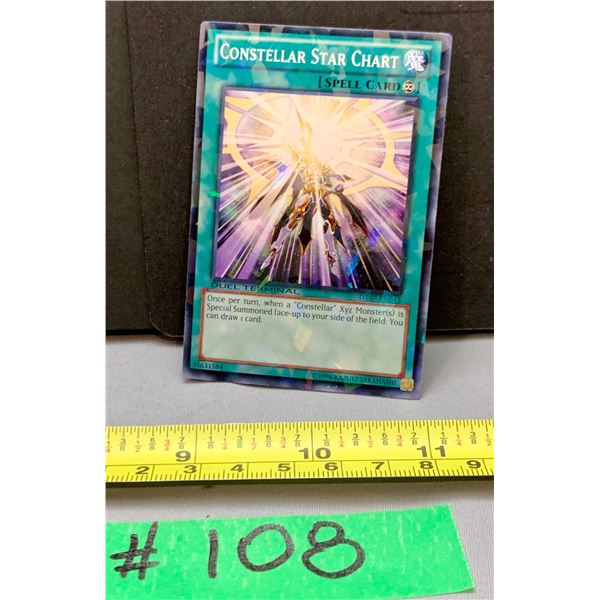 CONSTELLAR STAR CHART
[SPELL CARD]
DUEL TERMINAL
Once per turn, when a "Constellar" Xyz Monster(s) is
Special Summoned face-up to your side of the field: You
can draw 1 card.
©1996 KAZUKI TAKAHASHI
9 10 11
2 3 4 5 6 7 8 9
# 108